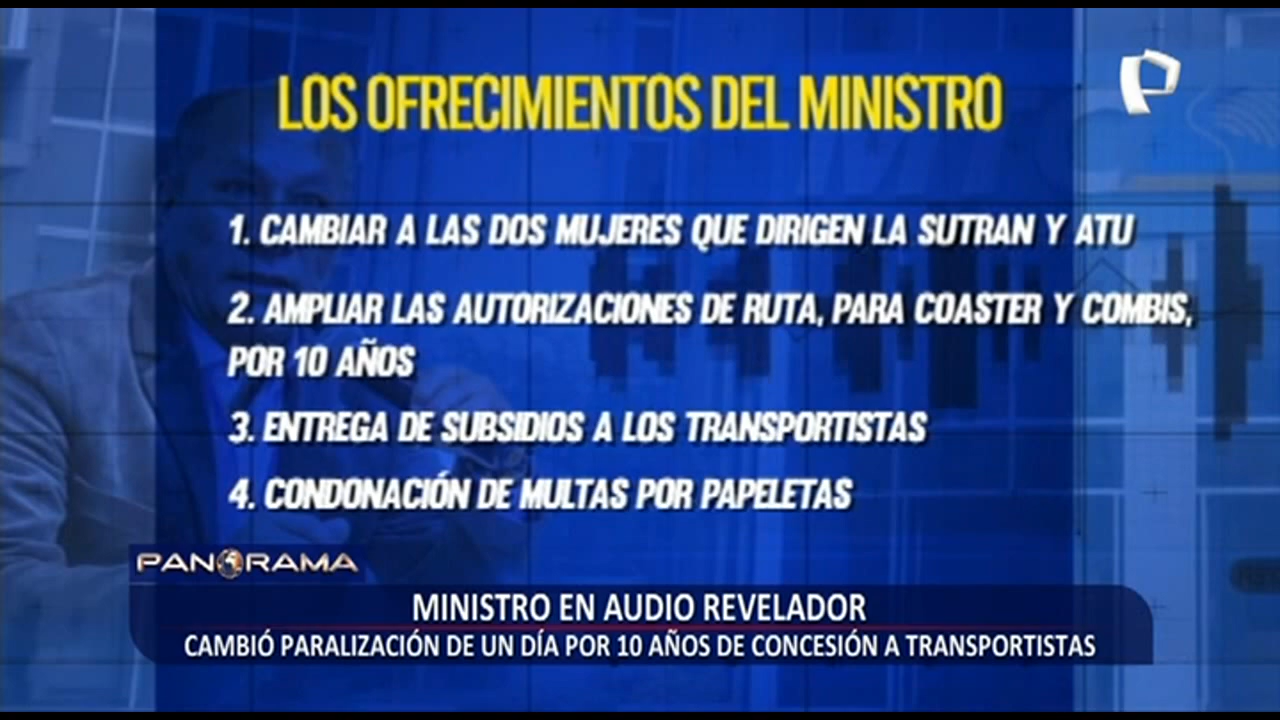 LOS OFRECIMIENTOS DEL MINISTRO
1. CAMBIAR A LAS DOS MUJERES QUE DIRIGEN LA SUTRAN Y ATU
2. AMPLIAR LAS AUTORIZACIONES DE RUTA, PARA COASTER Y COMBIS,
POR 10 AÑOS
3. ENTREGA DE SUBSIDIOS A LOS TRANSPORTISTAS
4. CONDONACIÓN DE MULTAS POR PAPELETAS
PANORAMA
MINISTRO EN AUDIO REVELADOR
CAMBIÓ PARALIZACIÓN DE UN DÍA POR 10 AÑOS DE CONCESIÓN A TRANSPORTISTAS